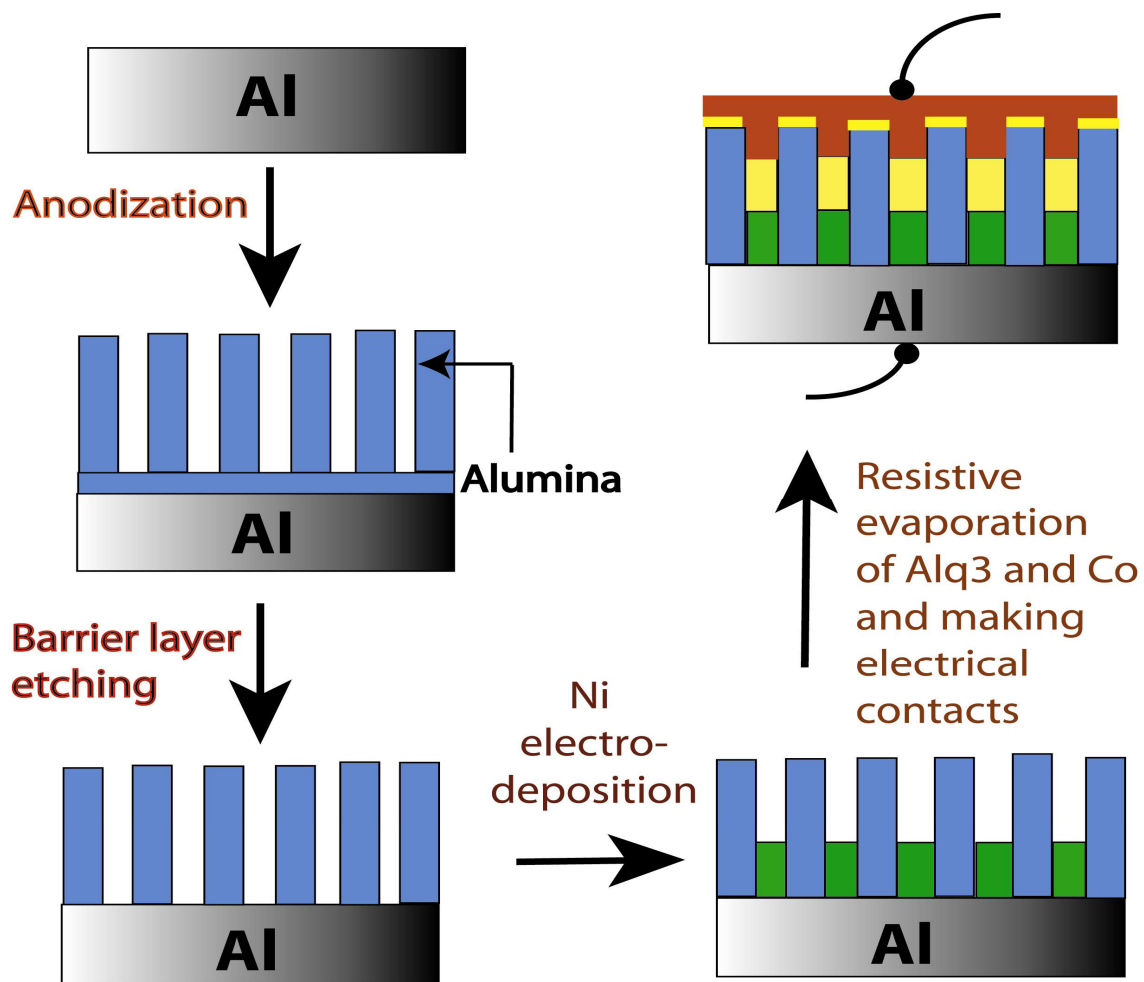 Al
Anodization
Alumina
Al
Barrier layer
etching
Al
Ni
electro-
deposition
Al
Resistive
evaporation
of Alq3 and Co
and making
electrical
contacts
Al